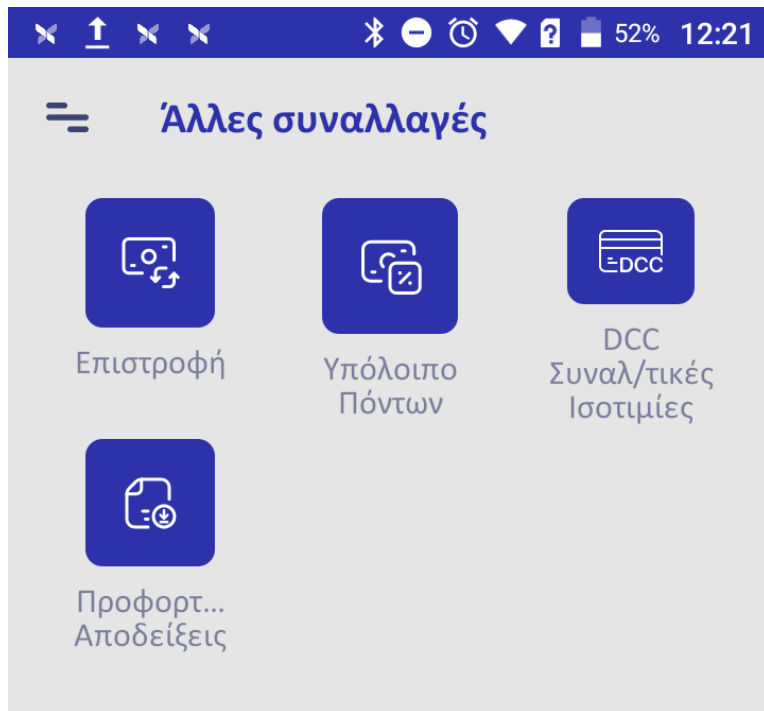 52% 12:21
Άλλες συναλλαγές
DCC
Επιστροφή
Υπόλοιπο
Πόντων
DCC
Συναλ/τικές
Ισοτιμίες
Προφορτ...
Αποδείξεις